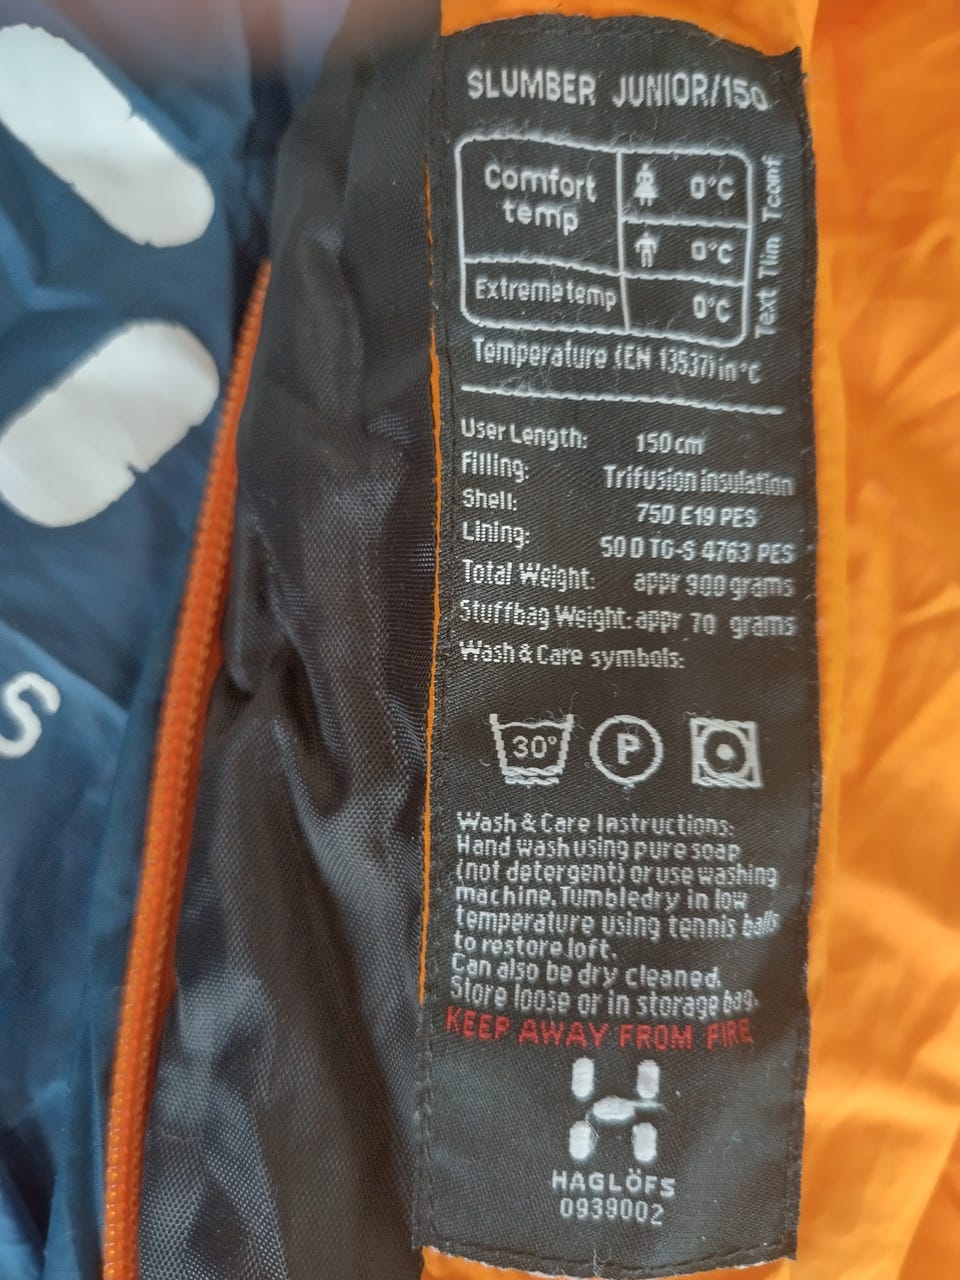 SLUMBER JUNIOR/150
Comfort
temp
0°C
0°C
Extreme temp
0°C
Text Tlim Tconf
Temperature (EN 13537) in °C
User Length: 150 cm
Filling: Trifusion insulation
Shell: 75D E19 PES
Lining: 50 D TG-S 4763 PES
Total Weight: appr 900 grams
Stuffbag Weight: appr 70 grams
Wash & Care symbols:
30° P
Wash & Care Instructions:
Hand wash using pure soap
(not detergent) or use washing
machine. Tumbledry in low
temperature using tennis balls
to restore loft.
Can also be dry cleaned.
Store loose or in storage bag.
KEEP AWAY FROM FIRE
HAGLÖFS
0939002
S